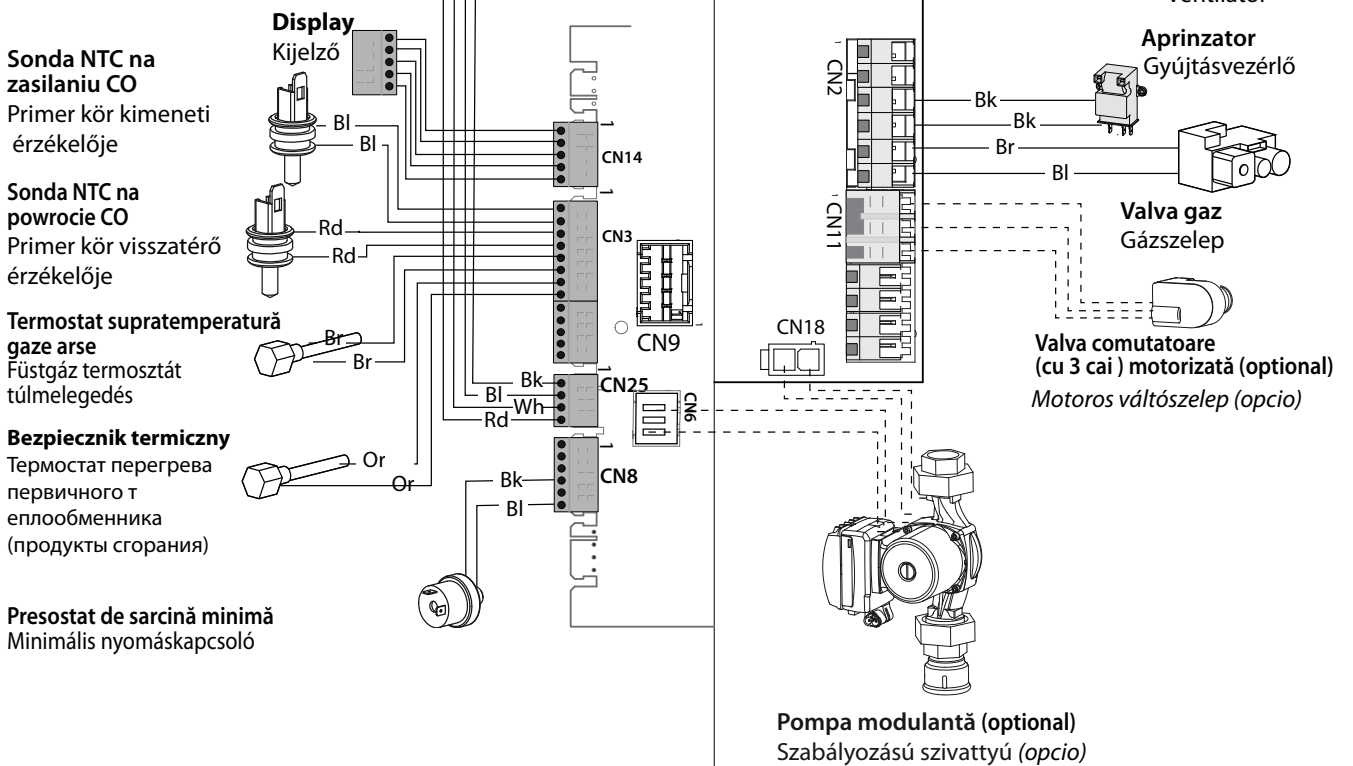 Ventilátor
Display
Kijelző
Sonda NTC na
zasilaniu CO
Primer kör kimeneti
érzékelője
Bl
Bl
1
CN14
Sonda NTC na
powrocie CO
Primer kör visszatérő
érzékelője
Rd
Rd
1
CN3
1
CN9
Termostat supratemperatură
gaze arse
Füstgáz termosztát
túlmelegedés
Br
Br
Bk
Bl
Wh
Rd
1
CN25
CN6
Bezpiecznik termiczny
Термостат перегрева
первичного т
еплообменника
(продукты сгорания)
Or
Or
Bk
Bl
1
CN8
Presostat de sarcină minimă
Minimális nyomáskapcsoló
1
CN2
Bk
Bk
Br
Bl
Aprinzator
Gyújtásvezérlő
Valva gaz
Gázszelep
1
CN11
CN18
Valva comutatoare
(cu 3 cai ) motorizată (optional)
Motoros váltószelep (opcio)
Pompa modulantă (optional)
Szabályozású szivattyú (opcio)